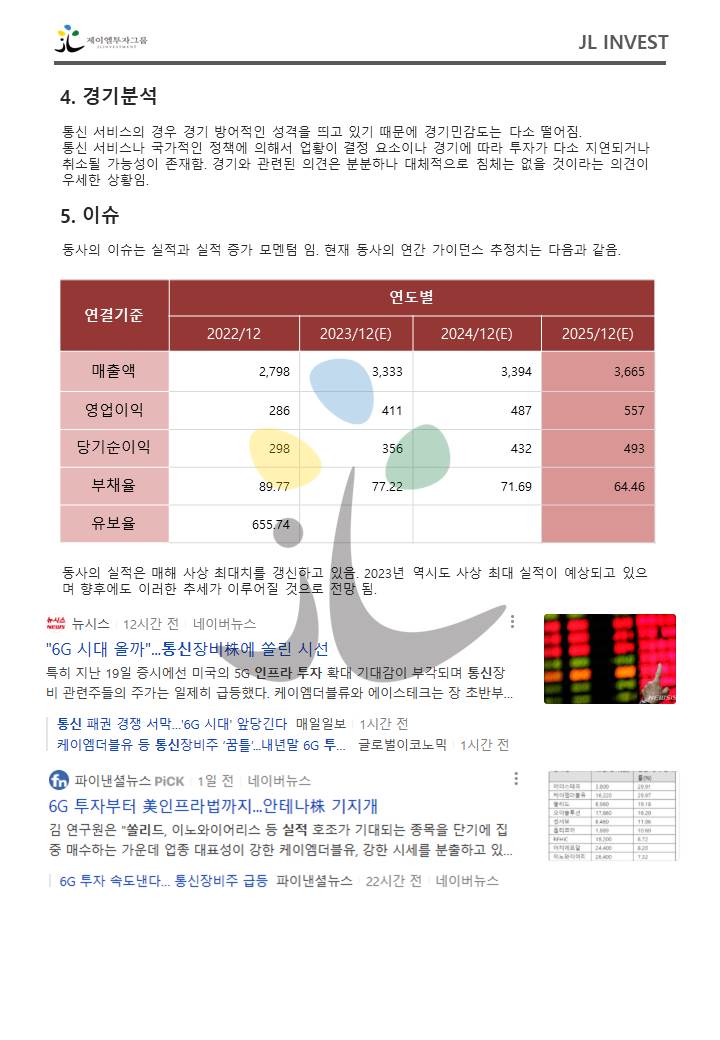 제이엘투자그룹
JL INVESTMENT
JL INVEST
4. 경기분석
통신 서비스의 경우 경기 방어적인 성격을 띄고 있기 때문에 경기민감도는 다소 떨어짐.
통신 서비스나 국가적인 정책에 의해서 업황이 결정 요소이나 경기에 따라 투자가 다소 지연되거나
취소될 가능성이 존재함. 경기와 관련된 의견은 분분하나 대체적으로 침체는 없을 것이라는 의견이
우세한 상황임.
5. 이슈
동사의 이슈는 실적과 실적 증가 모멘텀 임. 현재 동사의 연간 가이던스 추정치는 다음과 같음.
연결기준 연도별
2022/12 2023/12(E) 2024/12(E) 2025/12(E)
매출액 2,798 3,333 3,394 3,665
영업이익 286 411 487 557
당기순이익 298 356 432 493
부채율 89.77 77.22 71.69 64.46
유보율 655.74
동사의 실적은 매해 사상 최대치를 갱신하고 있음. 2023년 역시도 사상 최대 실적이 예상되고 있으
며 향후에도 이러한 추세가 이루어질 것으로 전망 됨.
뉴시스 NEWS 뉴시스 12시간 전 네이버뉴스
"6G 시대 올까"...통신장비株에 쏠린 시선
특히 지난 19일 증시에선 미국의 5G 인프라 투자 확대 기대감이 부각되며 통신장
비 관련주들의 주가는 일제히 급등했다. 케이엠더블류와 에이스테크는 장 초반부...
NEWSIS
통신 패권 경쟁 서막...'6G 시대' 앞당긴다 매일일보 1시간 전
케이엠더블유 등 통신장비주 '꿈틀'...내년말 6G 투... 글로벌이코노믹 1시간 전
fn 파이낸셜뉴스 PiCK 1일 전 네이버뉴스
6G 투자부터 美인프라법까지...안테나株 기지개
김 연구원은 "쏠리드, 이노와이어리스 등 실적 호조가 기대되는 종목을 단기에 집
중 매수하는 가운데 업종 대표성이 강한 케이엠더블유, 강한 시세를 분출하고 있...
6G 투자 속도낸다... 통신장비주 급등 파이낸셜뉴스 22시간 전 네이버뉴스